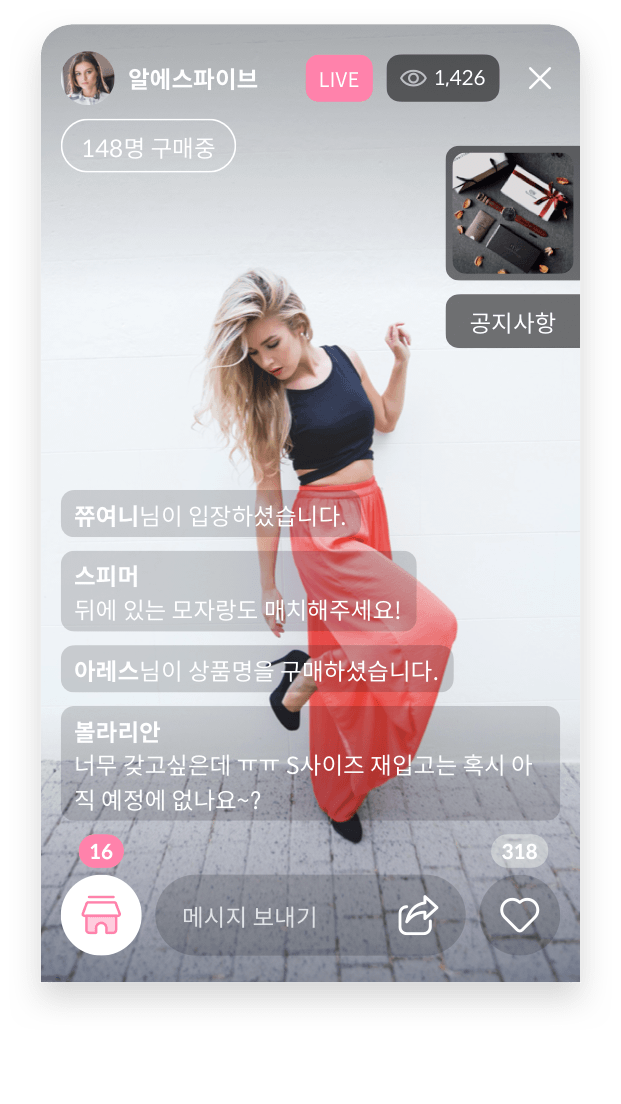 알에스파이브
LIVE
1,426
148명 구매중
공지사항
쮸여니님이 입장하셨습니다.
스피머
뒤에 있는 모자랑도 매치해주세요!
아레스님이 상품명을 구매하셨습니다.
볼라리안
너무 갖고싶은데 ㅠㅠ S사이즈 재입고는 혹시 아
직 예정에 없나요~?
16
318
메시지 보내기